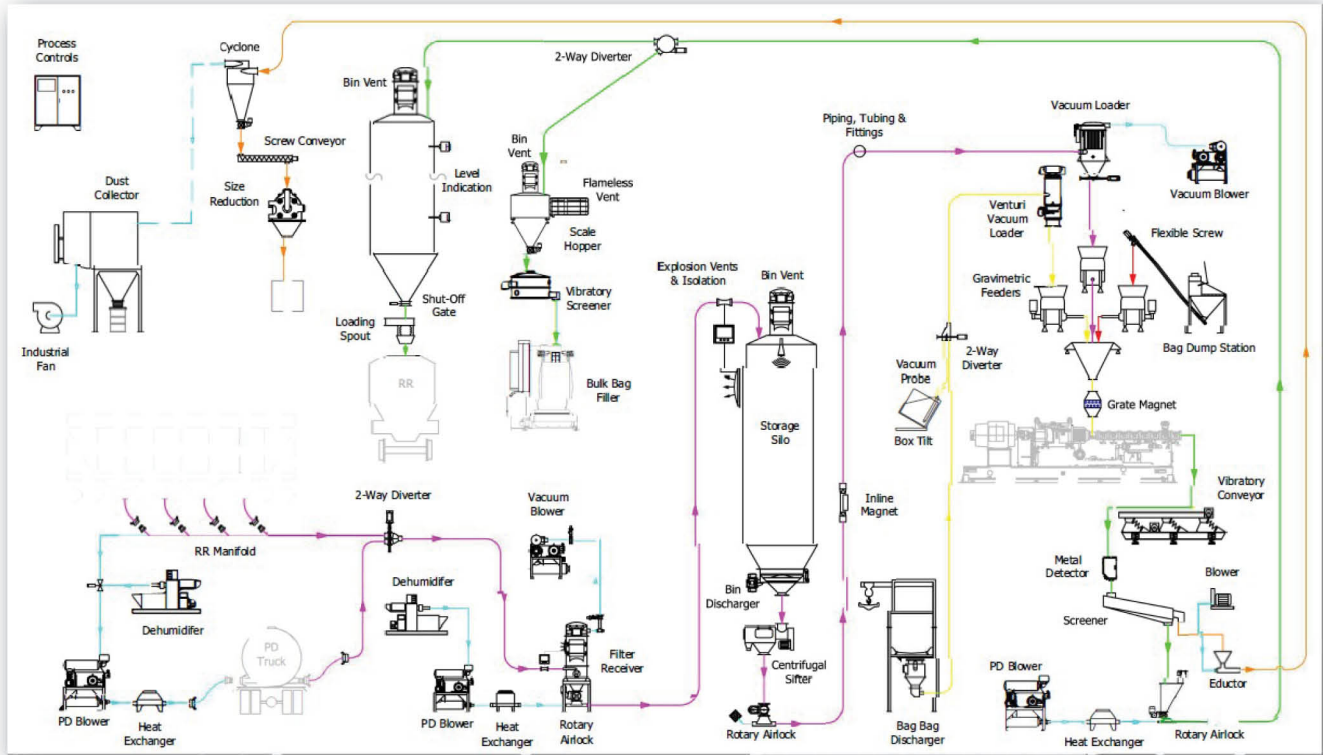 Process
Controls
Cyclone
2-Way Diverter
Bin Vent
Vacuum Loader
Piping, Tubing &
Fittings
Screw Conveyor
Bin
Vent
Level
Indication
Dust
Collector
Size
Reduction
Flameless
Vent
Vacuum Blower
Venturi
Vacuum
Loader
Flexible Screw
Scale
Hopper
Explosion Vents
& Isolation
Bin Vent
Gravimetric
Feeders
Vibratory
Screener
Shut-Off
Gate
Loading
Spout
Industrial
Fan
Bag Dump Station
2-Way
Diverter
Vacuum
Probe
RR
Bulk Bag
Filler
Grate Magnet
Box Tilt
Storage
Silo
2-Way Diverter
Vacuum
Blower
Inline
Magnet
Vibratory
Conveyor
RR Manifold
Metal
Detector
Blower
Dehumidifer
Bin
Discharger
Dehumidifer
Screener
PD
Truck
Filter
Receiver
Centrifugal
Sifter
PD Blower
Eductor
PD Blower
Heat
Exchanger
PD Blower
Heat
Exchanger
Rotary
Airlock
Rotary Airlock
Bag Bag
Discharger
Heat Exchanger
Rotary Airlock